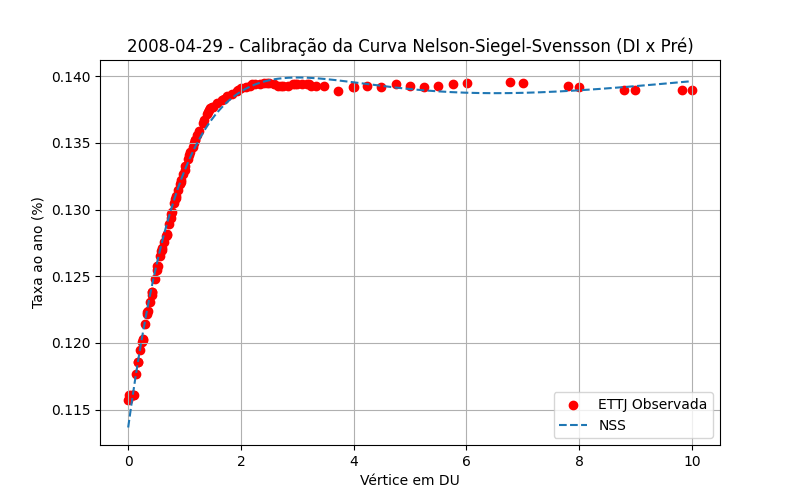 2008-04-29 - Calibração da Curva Nelson-Siegel-Svensson (DI x Pré)
Taxa ao ano (%)
0.140
0.135
0.130
0.125
0.120
0.115
ETTJ Observada
NSS
0 2 4 6 8 10
Vértice em DU